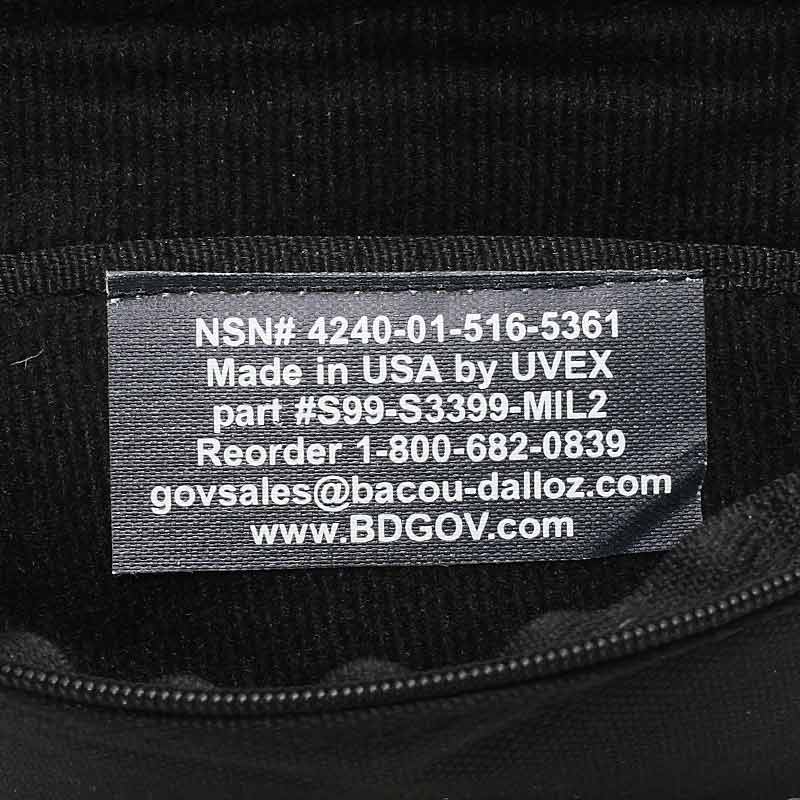 NSN# 4240-01-516-5361
Made in USA by UVEX
part #S99-S3399-MIL2
Reorder 1-800-682-0839
govsales@bacou-dalloz.com
www.BDGOV.com